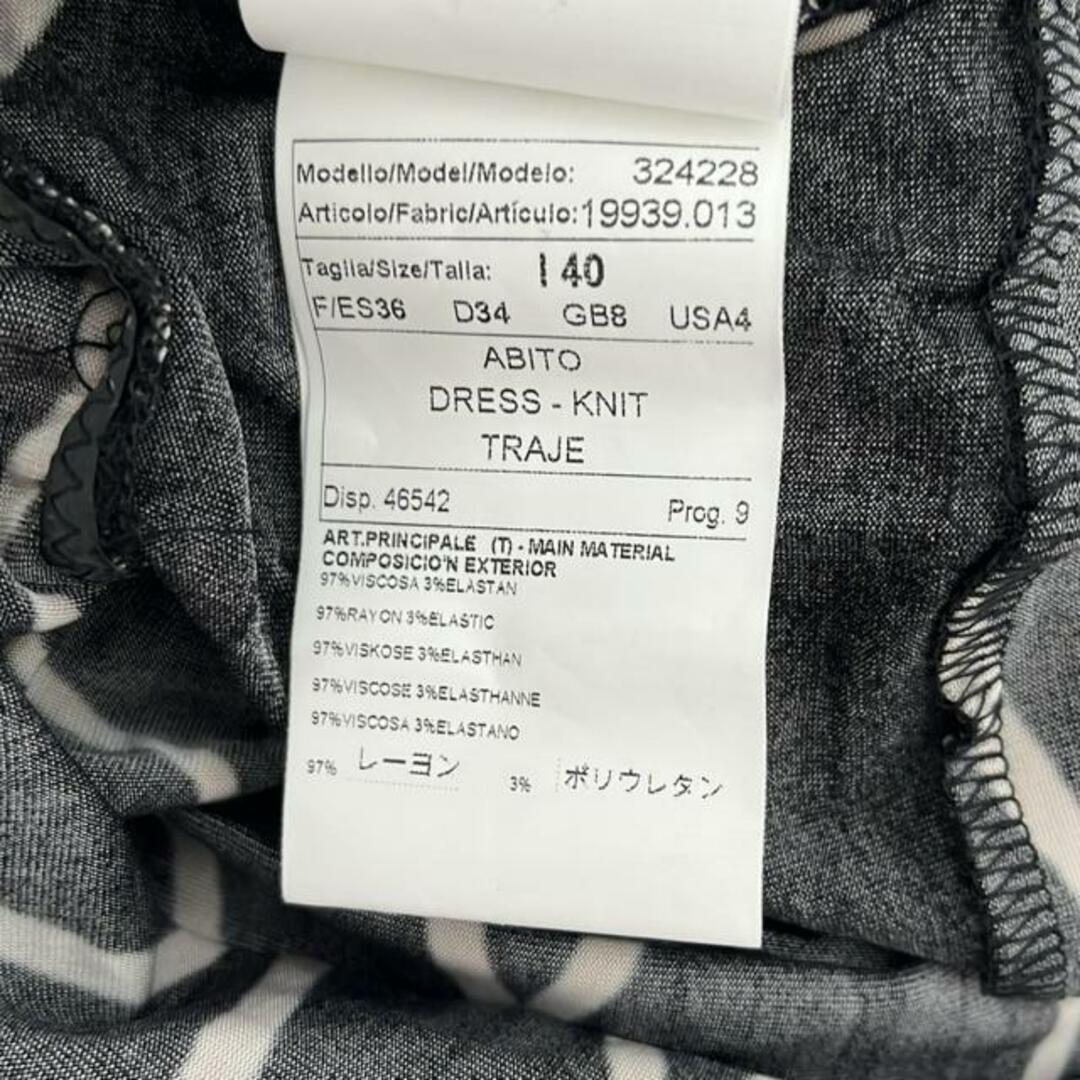 Modello/Model/Modelo: 324228
Articolo/Fabric/Artículo:19939.013
Taglia/Size/Talla: I 40
F/ES36 D34 GB8 USA4
ABITO
DRESS - KNIT
TRAJE
Disp. 46542 Prog. 9
ART.PRINCIPALE (T) - MAIN MATERIAL
COMPOSICIO'N EXTERIOR
97%VISCOSA 3%ELASTAN
97%RAYON 3%ELASTIC
97%VISKOSE 3%ELASTHAN
97%VISCOSE 3%ELASTHANNE
97%VISCOSA 3%ELASTANO
97% レーヨン 3% ポリウレタン